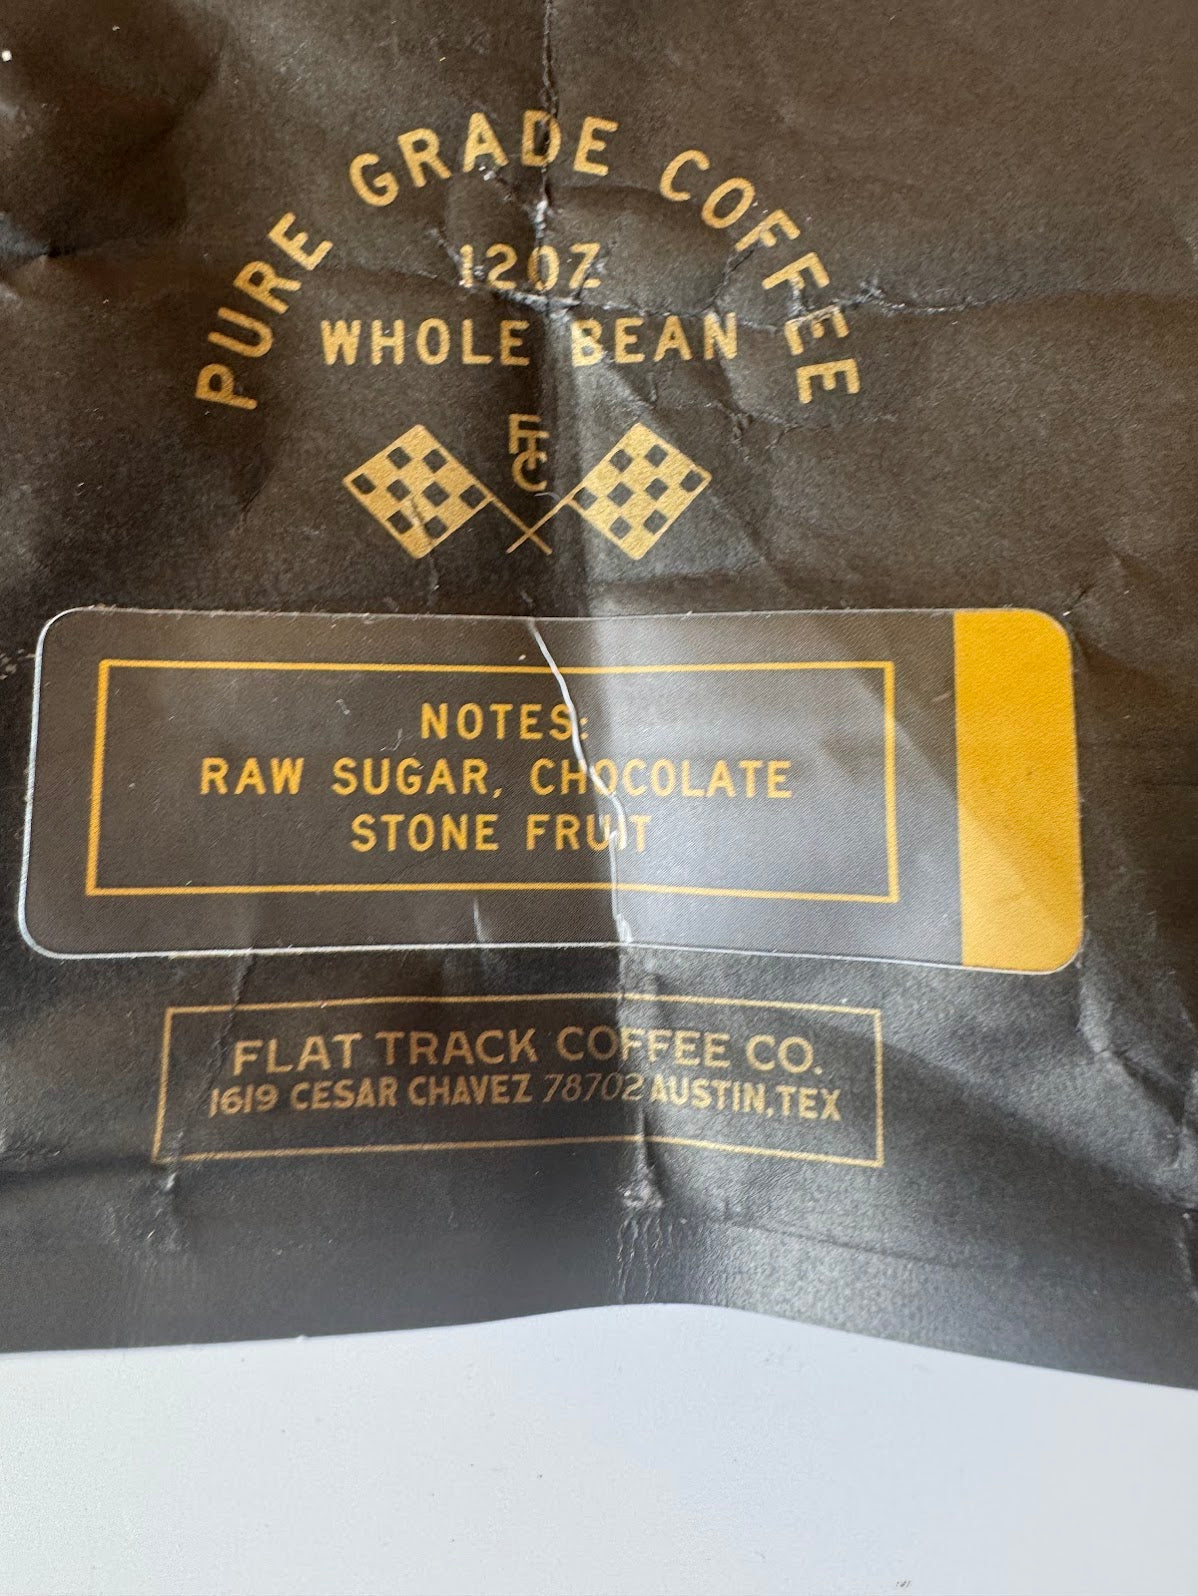 PURE GRADE COFFEE
12OZ
WHOLE BEAN
FTC
NOTES:
RAW SUGAR, CHOCOLATE
STONE FRUIT
FLAT TRACK COFFEE CO.
1619 CESAR CHAVEZ 78702 AUSTIN, TEX